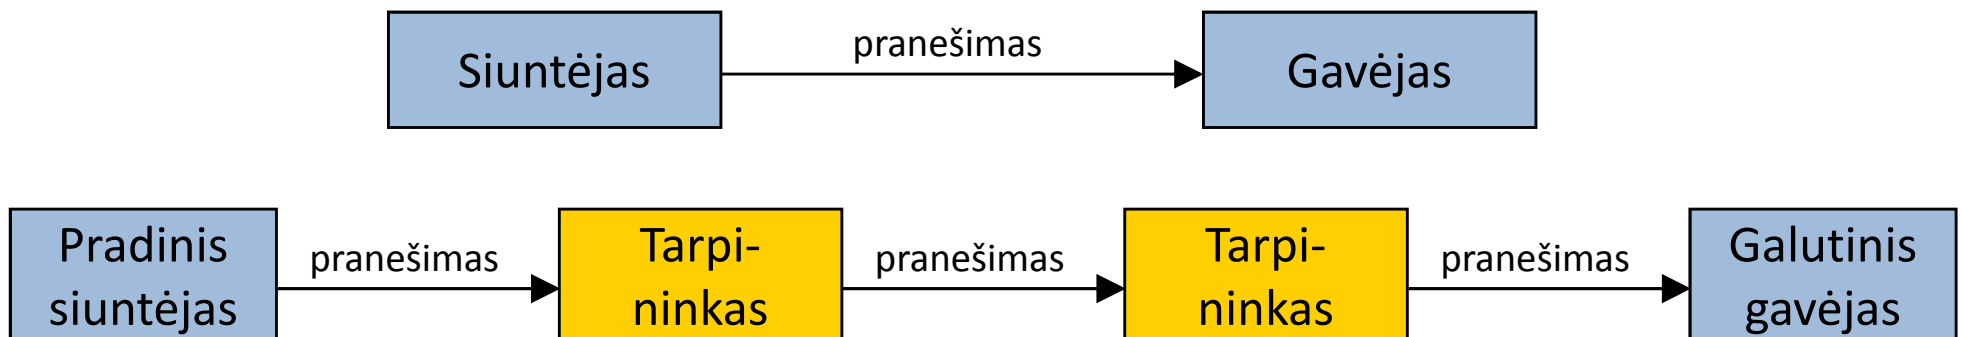 Siuntėjas
pranešimas
Gavėjas
Pradinis
siuntėjas
pranešimas
Tarpi-
ninkas
pranešimas
Tarpi-
ninkas
pranešimas
Galutinis
gavėjas